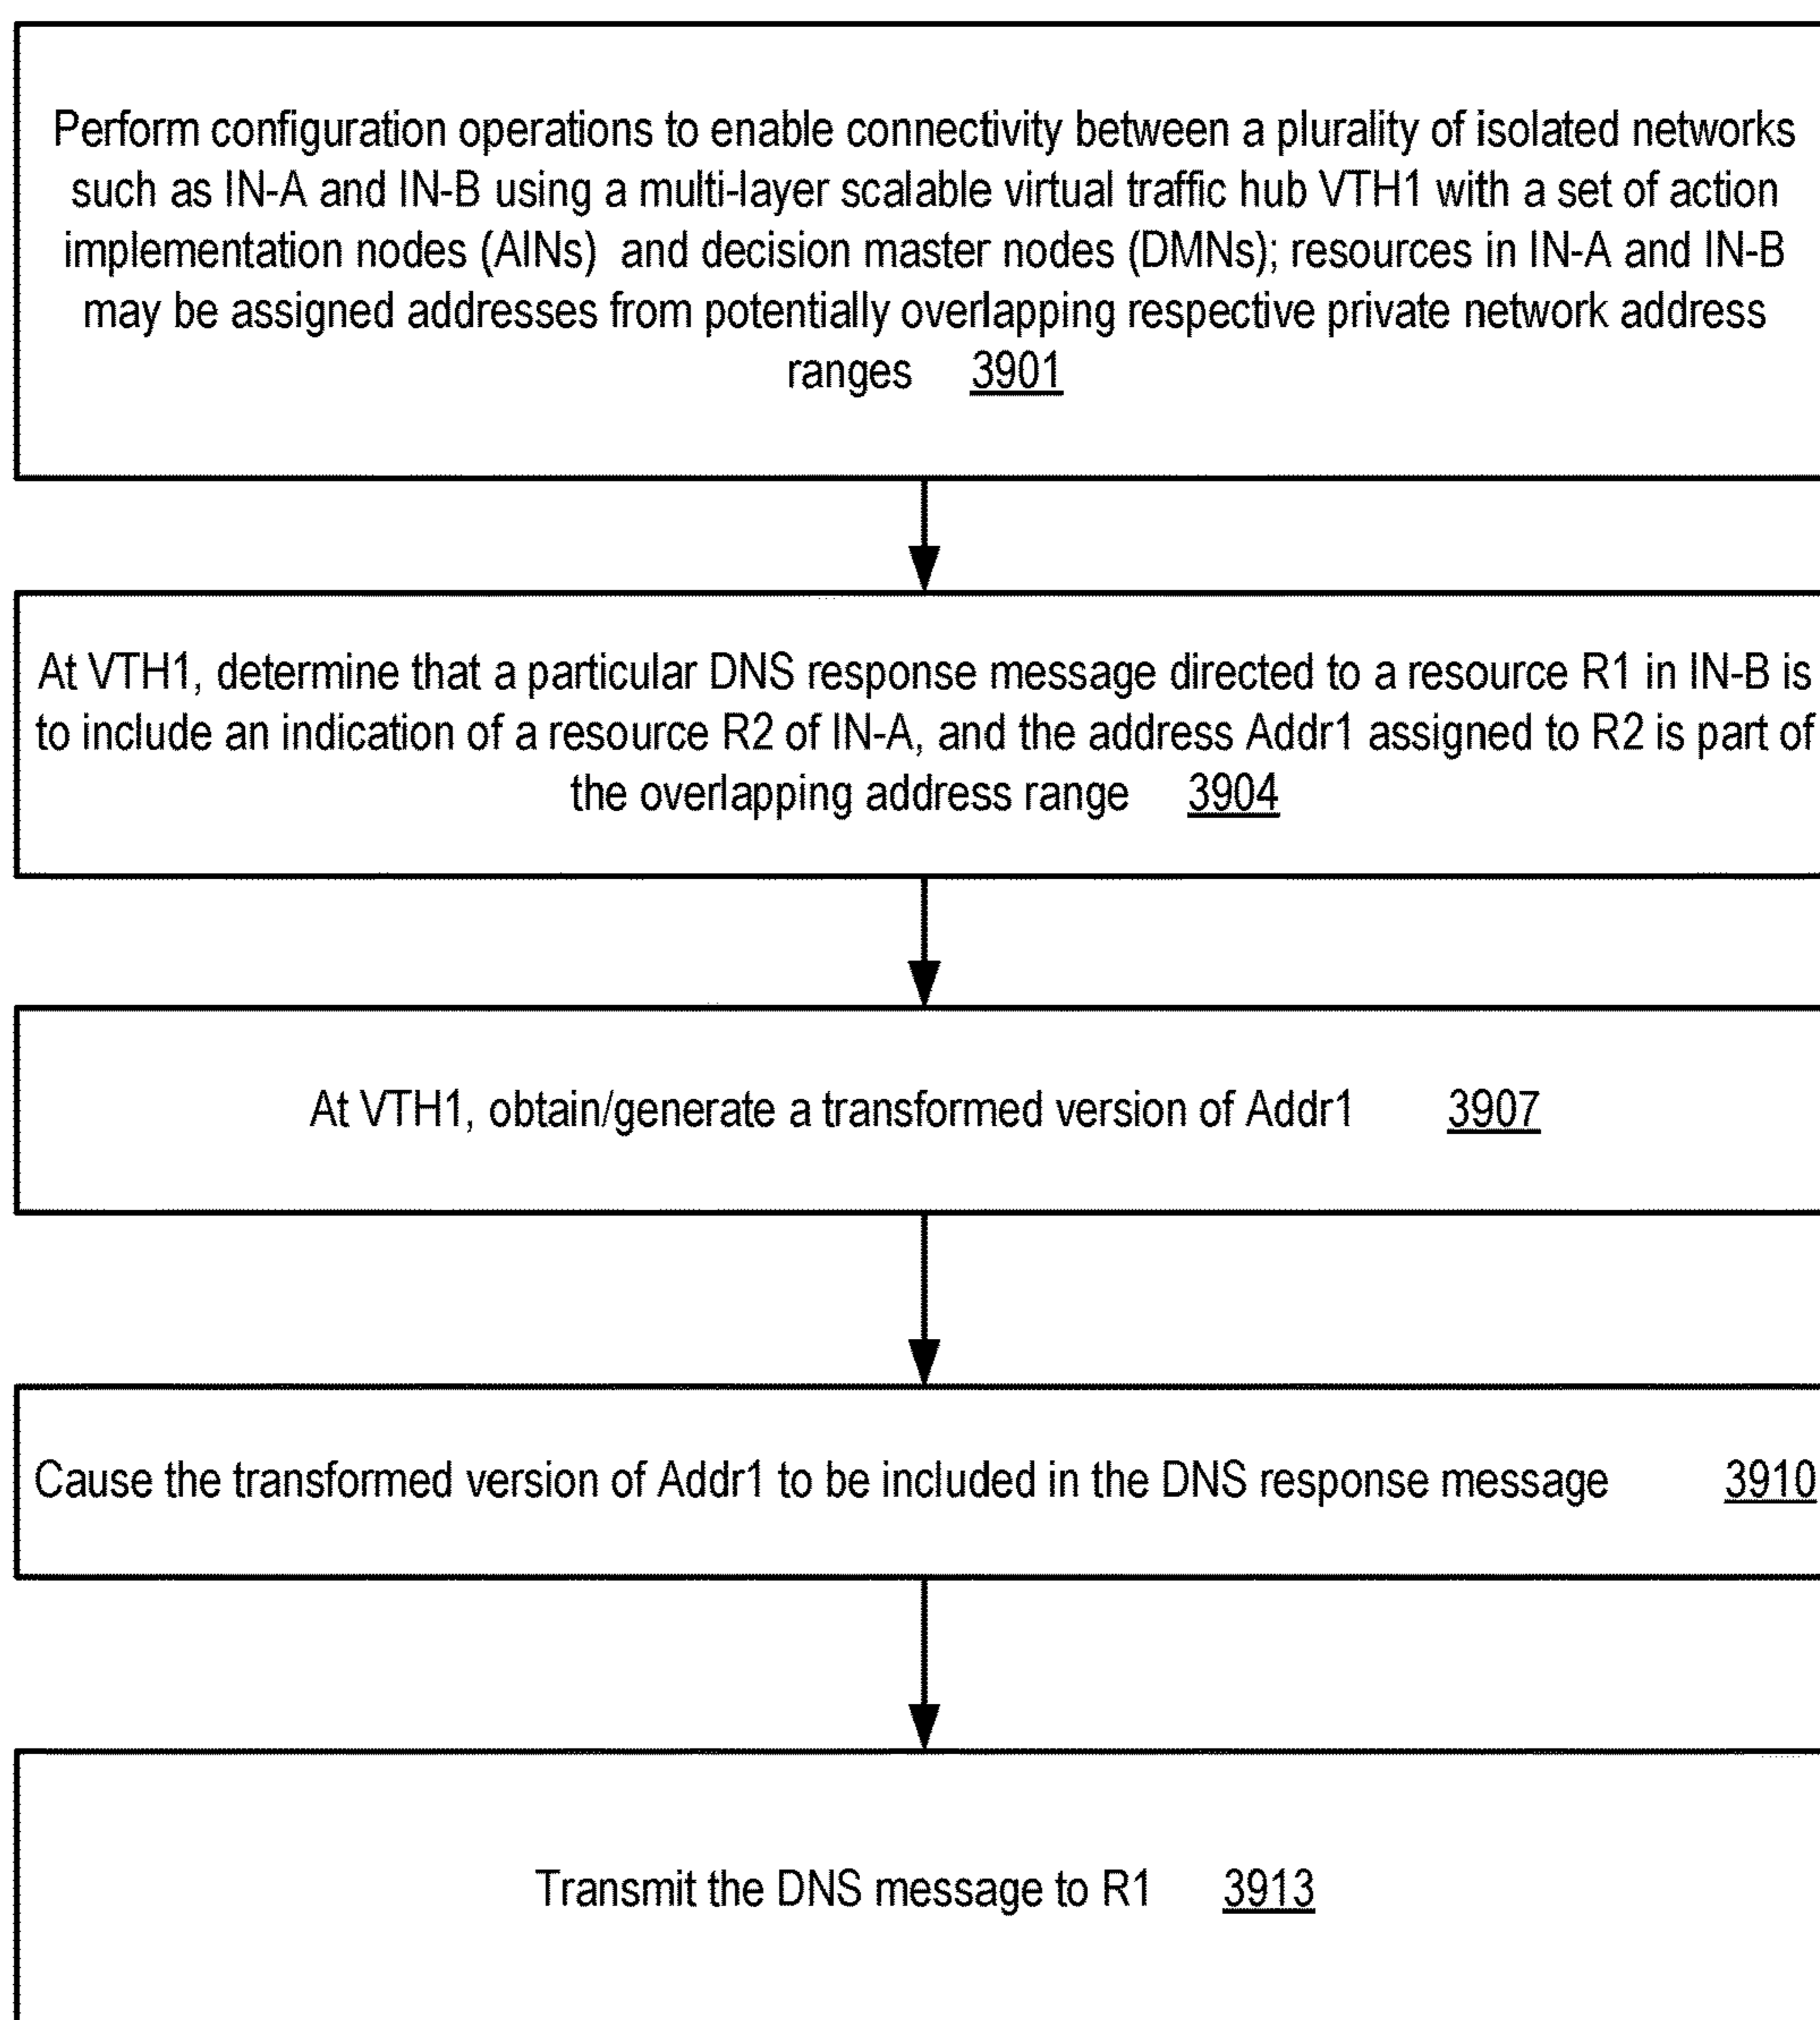 Perform configuration operations to enable connectivity between a plurality of isolated networks
such as IN-A and IN-B using a multi-layer scalable virtual traffic hub VTH1 with a set of action
implementation nodes (AINs) and decision master nodes (DMNs); resources in IN-A and IN-B
may be assigned addresses from potentially overlapping respective private network address
ranges 3901
At VTH1, determine that a particular DNS response message directed to a resource R1 in IN-B is
to include an indication of a resource R2 of IN-A, and the address Addr1 assigned to R2 is part of
the overlapping address range 3904
At VTH1, obtain/generate a transformed version of Addr1 3907
Cause the transformed version of Addr1 to be included in the DNS response message 3910
Transmit the DNS message to R1 3913